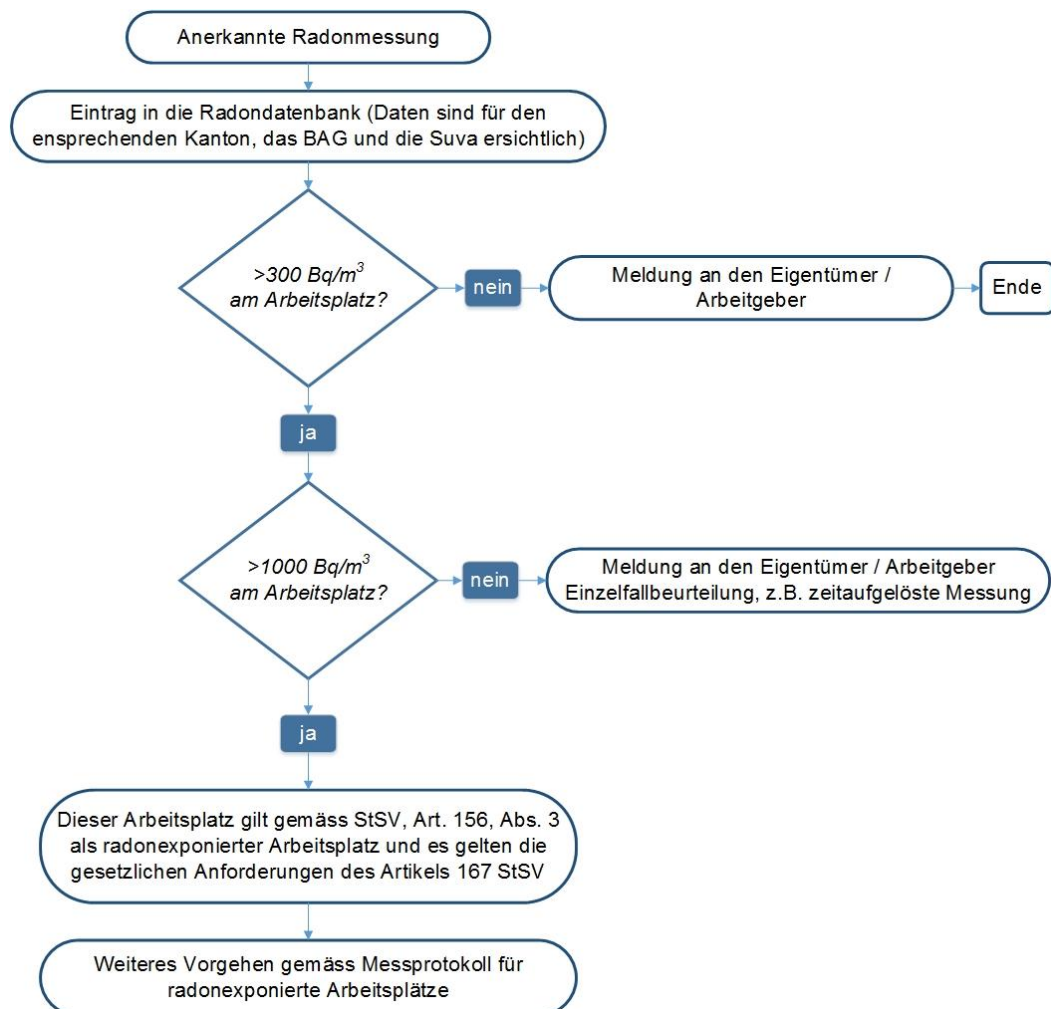 Anerkannte Radonmessung
Eintrag in die Radondatenbank (Daten sind für den
ensprechenden Kanton, das BAG und die Suva ersichtlich)
>300 Bq/m³
am Arbeitsplatz?
nein
Meldung an den Eigentümer /
Arbeitgeber
Ende
ja
>1000 Bq/m³
am Arbeitsplatz?
nein
Meldung an den Eigentümer / Arbeitgeber
Einzelfallbeurteilung, z.B. zeitaufgelöste Messung
ja
Dieser Arbeitsplatz gilt gemäss StSV, Art. 156, Abs. 3
als radonexponierter Arbeitsplatz und es gelten die
gesetzlichen Anforderungen des Artikels 167 StSV
Weiteres Vorgehen gemäss Messprotokoll für
radonexponierte Arbeitsplätze